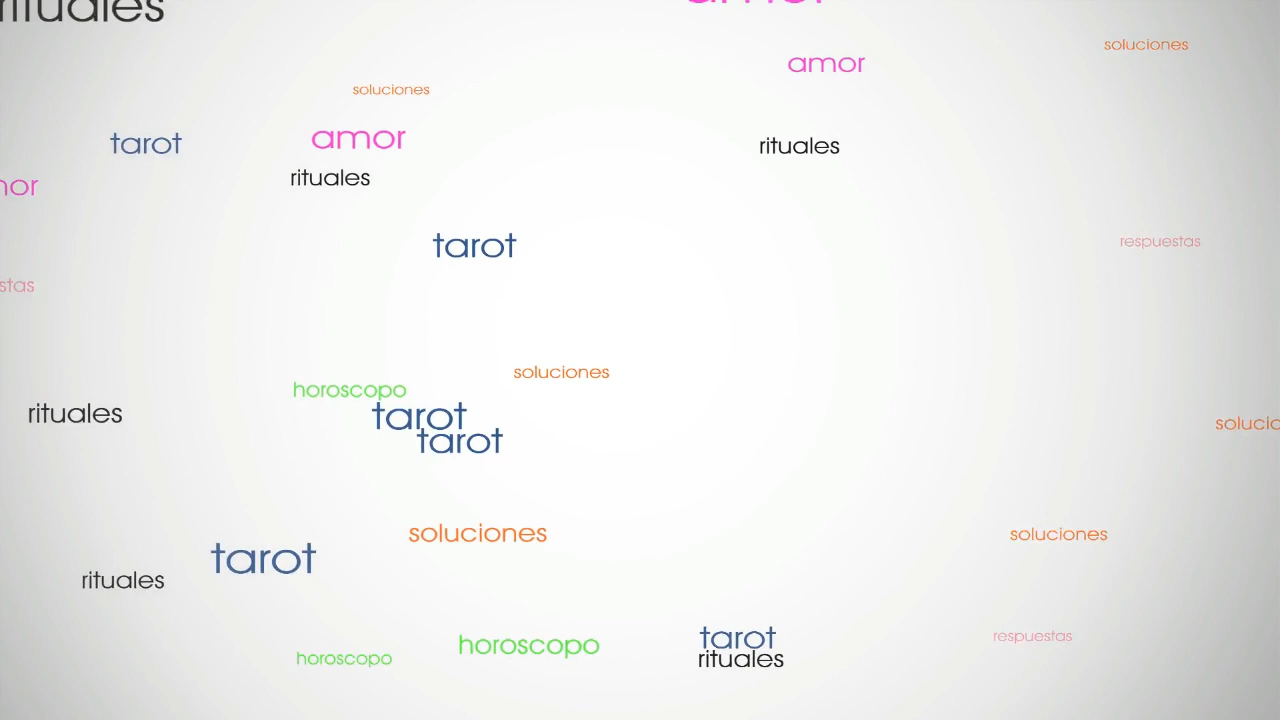 rituales
amor
soluciones
amor
soluciones
amor
tarot
rituales
rituales
tarot
respuestas
soluciones
horoscopo
tarot
rituales
tarot
soluciones
soluciones
tarot
rituales
tarot
horoscopo
respuestas
rituales
horoscopo